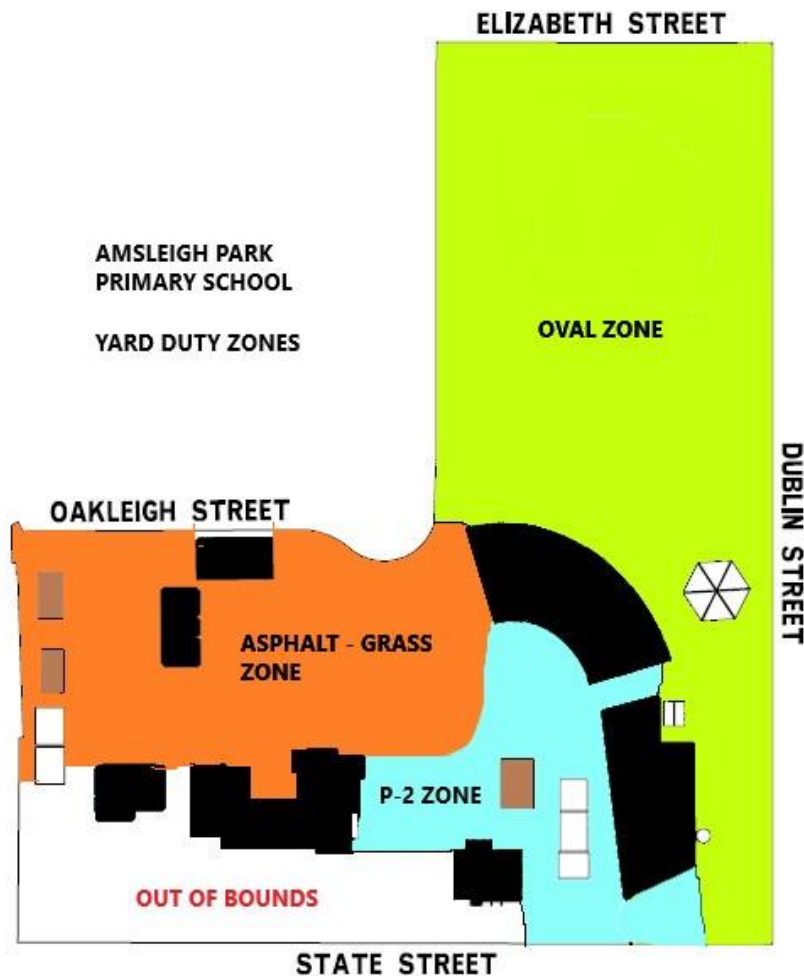 ELIZABETH STREET
AMSLEIGH PARK
PRIMARY SCHOOL
YARD DUTY ZONES
OVAL ZONE
DUBLIN STREET
OAKLEIGH STREET
ASPHALT - GRASS
ZONE
P-2 ZONE
OUT OF BOUNDS
STATE STREET